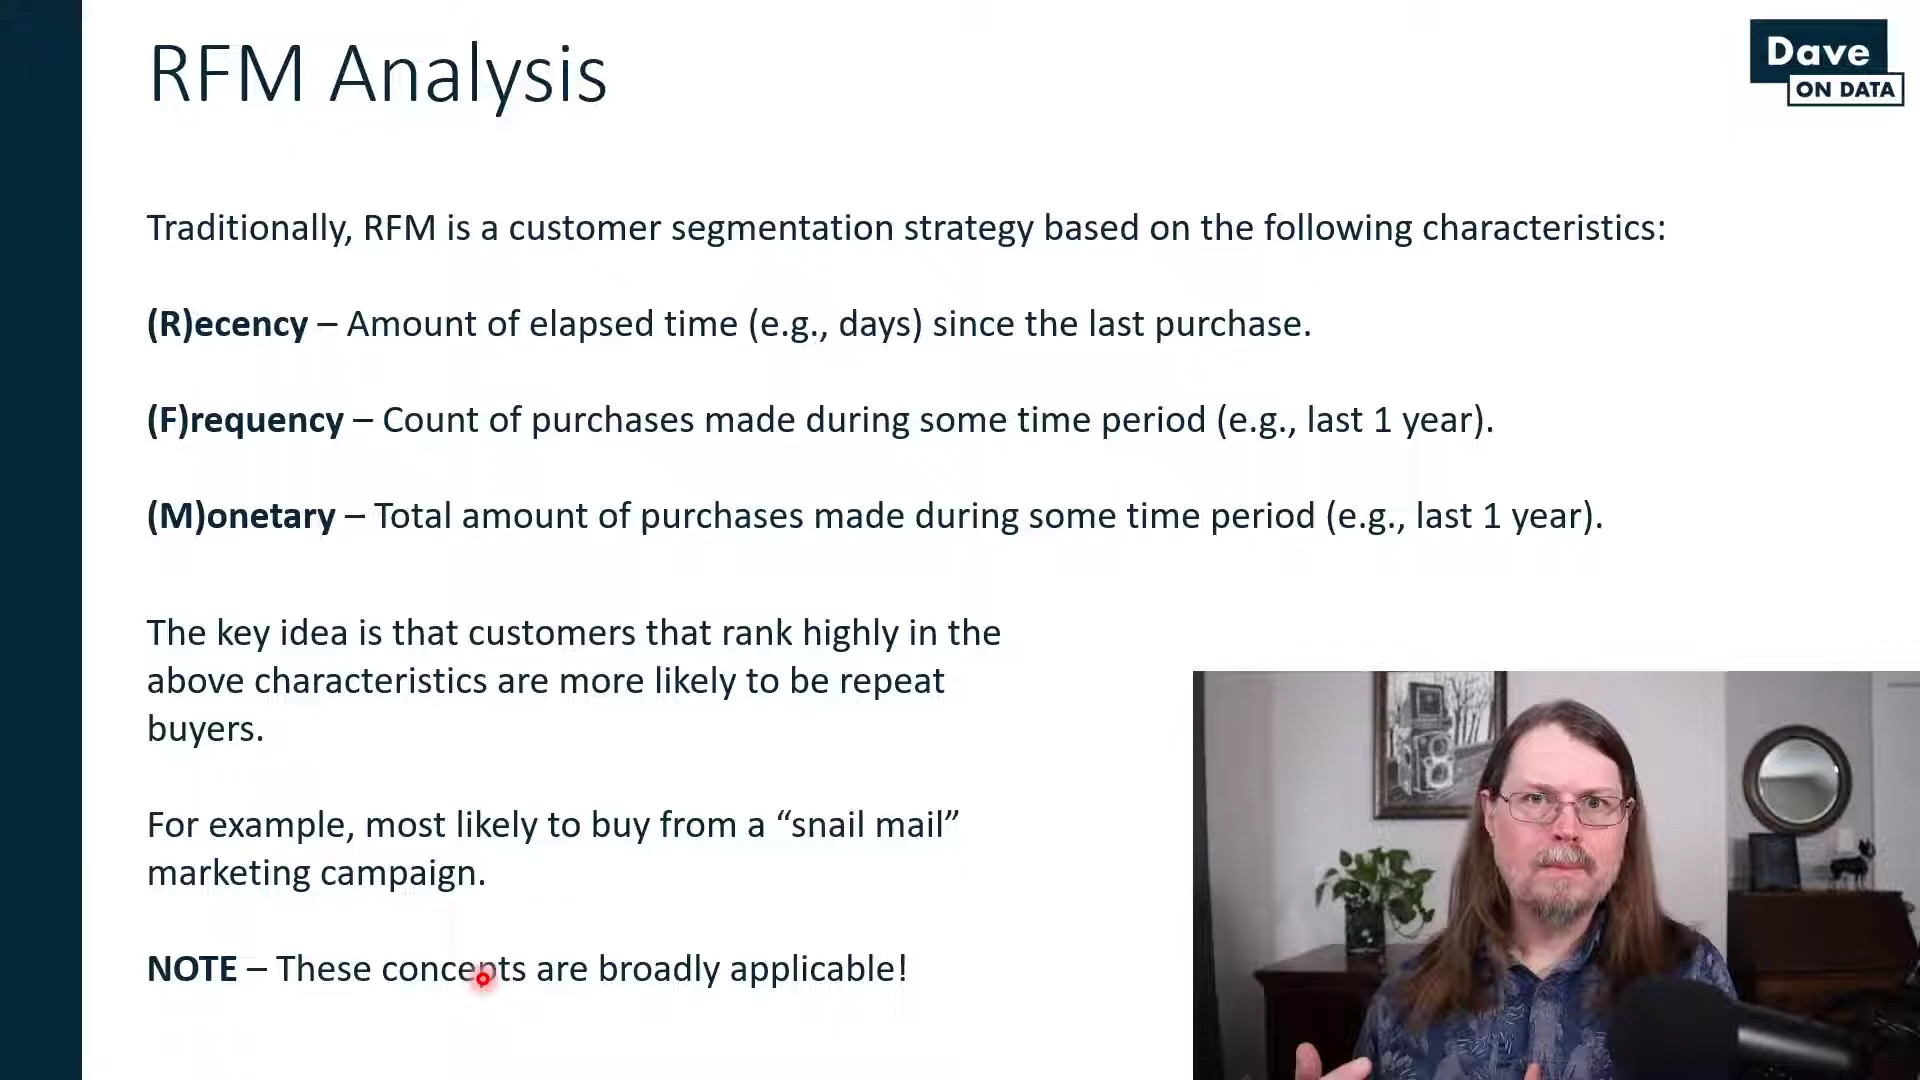 RFM Analysis
Dave
ON DATA
Traditionally, RFM is a customer segmentation strategy based on the following characteristics:
(R)ecency – Amount of elapsed time (e.g., days) since the last purchase.
(F)requency – Count of purchases made during some time period (e.g., last 1 year).
(M)onetary – Total amount of purchases made during some time period (e.g., last 1 year).
The key idea is that customers that rank highly in the
above characteristics are more likely to be repeat
buyers.
For example, most likely to buy from a “snail mail”
marketing campaign.
NOTE – These concepts are broadly applicable!